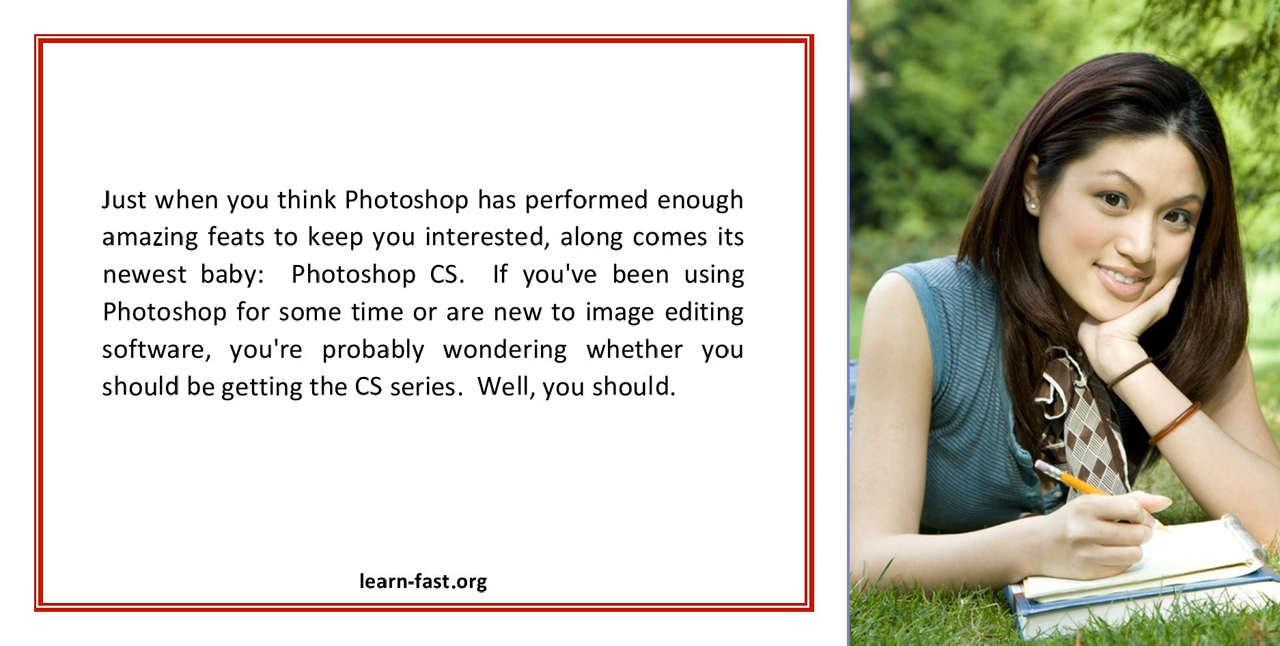 Just when you think Photoshop has performed enough
amazing feats to keep you interested, along comes its
newest baby:  Photoshop CS.  If you've been using
Photoshop for some time or are new to image editing
software, you're probably wondering whether you
should be getting the CS series.  Well, you should.
learn-fast.org